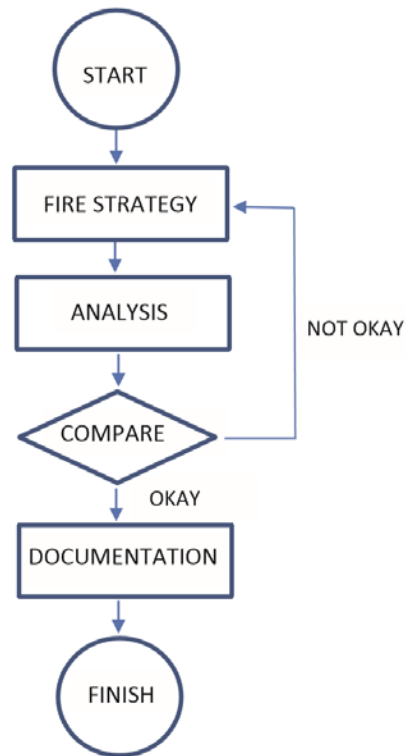 START
FIRE STRATEGY
ANALYSIS
NOT OKAY
COMPARE
OKAY
DOCUMENTATION
FINISH